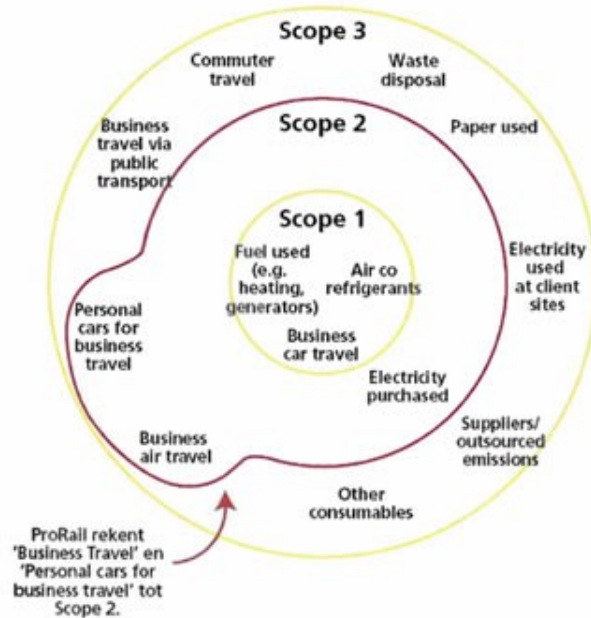 Scope 3
Commuter
travel
Waste
disposal
Business
travel via
public
transport
Scope 2
Paper used
Scope 1
Fuel used
(e.g.
heating,
generators)
Air co
refrigerants
Business
car travel
Electricity
used
at client
sites
Personal
cars for
business
travel
Electricity
purchased
Business
air travel
Suppliers/
outsourced
emissions
Other
consumables
ProRail rekent
'Business Travel' en
'Personal cars for
business travel' tot
Scope 2.